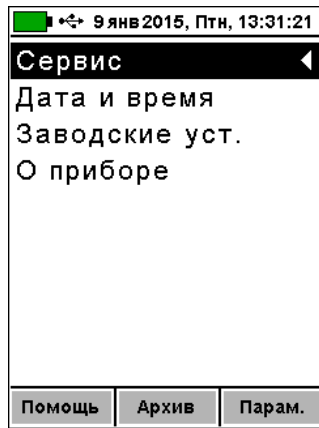 9 янв 2015, Птн, 13:31:21
Сервис
Дата и время
Заводские уст.
О приборе
Помощь Архив Парам.